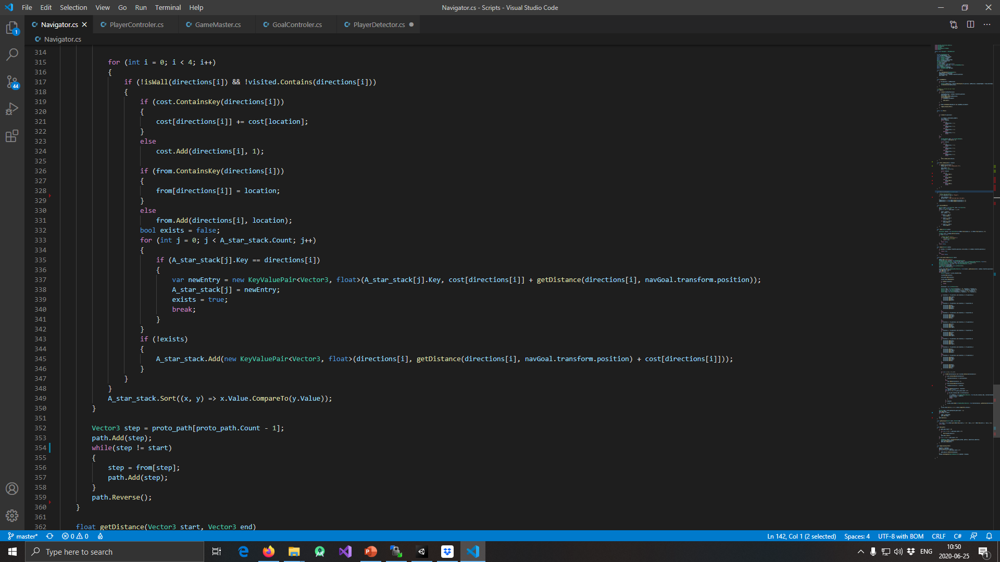 File Edit Selection View Go Run Terminal Help
Navigator.cs - Scripts - Visual Studio Code
Navigator.cs PlayerControler.cs GameMaster.cs GoalControler.cs PlayerDetector.cs
Navigator.cs
314
315 for (int i = 0; i < 4; i++)
316 {
317 if (!isWall(directions[i]) && !visited.Contains(directions[i]))
318 {
319 if (cost.ContainsKey(directions[i]))
320 {
321 cost[directions[i]] += cost[location];
322 }
323 else
324 cost.Add(directions[i], 1);
325
326 if (from.ContainsKey(directions[i]))
327 {
328 from[directions[i]] = location;
329 }
330 else
331 from.Add(directions[i], location);
332 bool exists = false;
333 for (int j = 0; j < A_star_stack.Count; j++)
334 {
335 if (A_star_stack[j].Key == directions[i])
336 {
337 var newEntry = new KeyValuePair<Vector3, float>(A_star_stack[j].Key, cost[directions[i]] + getDistance(directions[i], navGoal.transform.position));
338 A_star_stack[j] = newEntry;
339 exists = true;
340 break;
341 }
342 }
343 if (!exists)
344 {
345 A_star_stack.Add(new KeyValuePair<Vector3, float>(directions[i], getDistance(directions[i], navGoal.transform.position) + cost[directions[i]]));
346 }
347 }
348 }
349 A_star_stack.Sort((x, y) => x.Value.CompareTo(y.Value));
350 }
351
352 Vector3 step = proto_path[proto_path.Count - 1];
353 path.Add(step);
354 while(step != start)
355 {
356 step = from[step];
357 path.Add(step);
358 }
359 path.Reverse();
360 }
361
362 float getDistance(Vector3 start, Vector3 end)
1
44
master* 0 0 Ln 142, Col 1 (2 selected) Spaces: 4 UTF-8 with BOM CRLF C#
Type here to search
ENG
10:50
2020-06-25
1